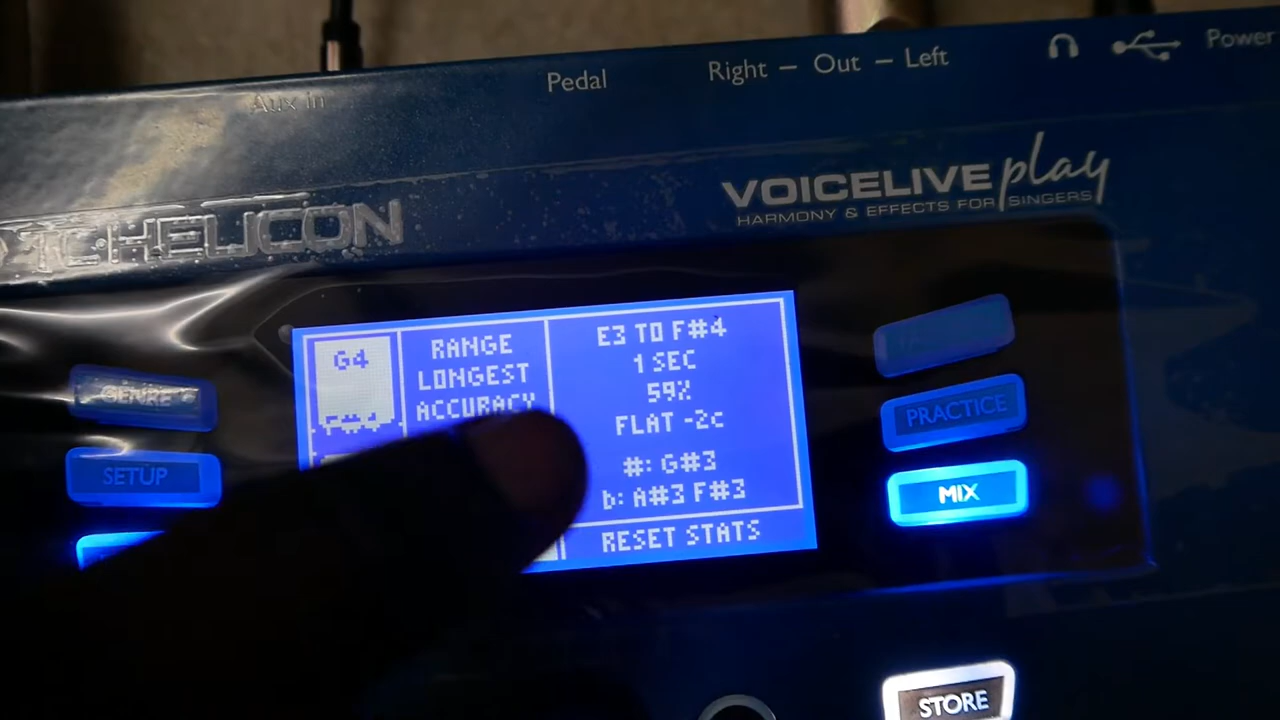 Aux in
Pedal
Right – Out – Left
Power
TC HELICON
VOICELIVE play
HARMONY & EFFECTS FOR SINGERS
GENRE
SETUP
G4
RANGE
LONGEST
ACCURACY
E3 TO F#4
1 SEC
59%
FLAT -2C
#: G#3
b: A#3 F#3
RESET STATS
PRACTICE
MIX
STORE